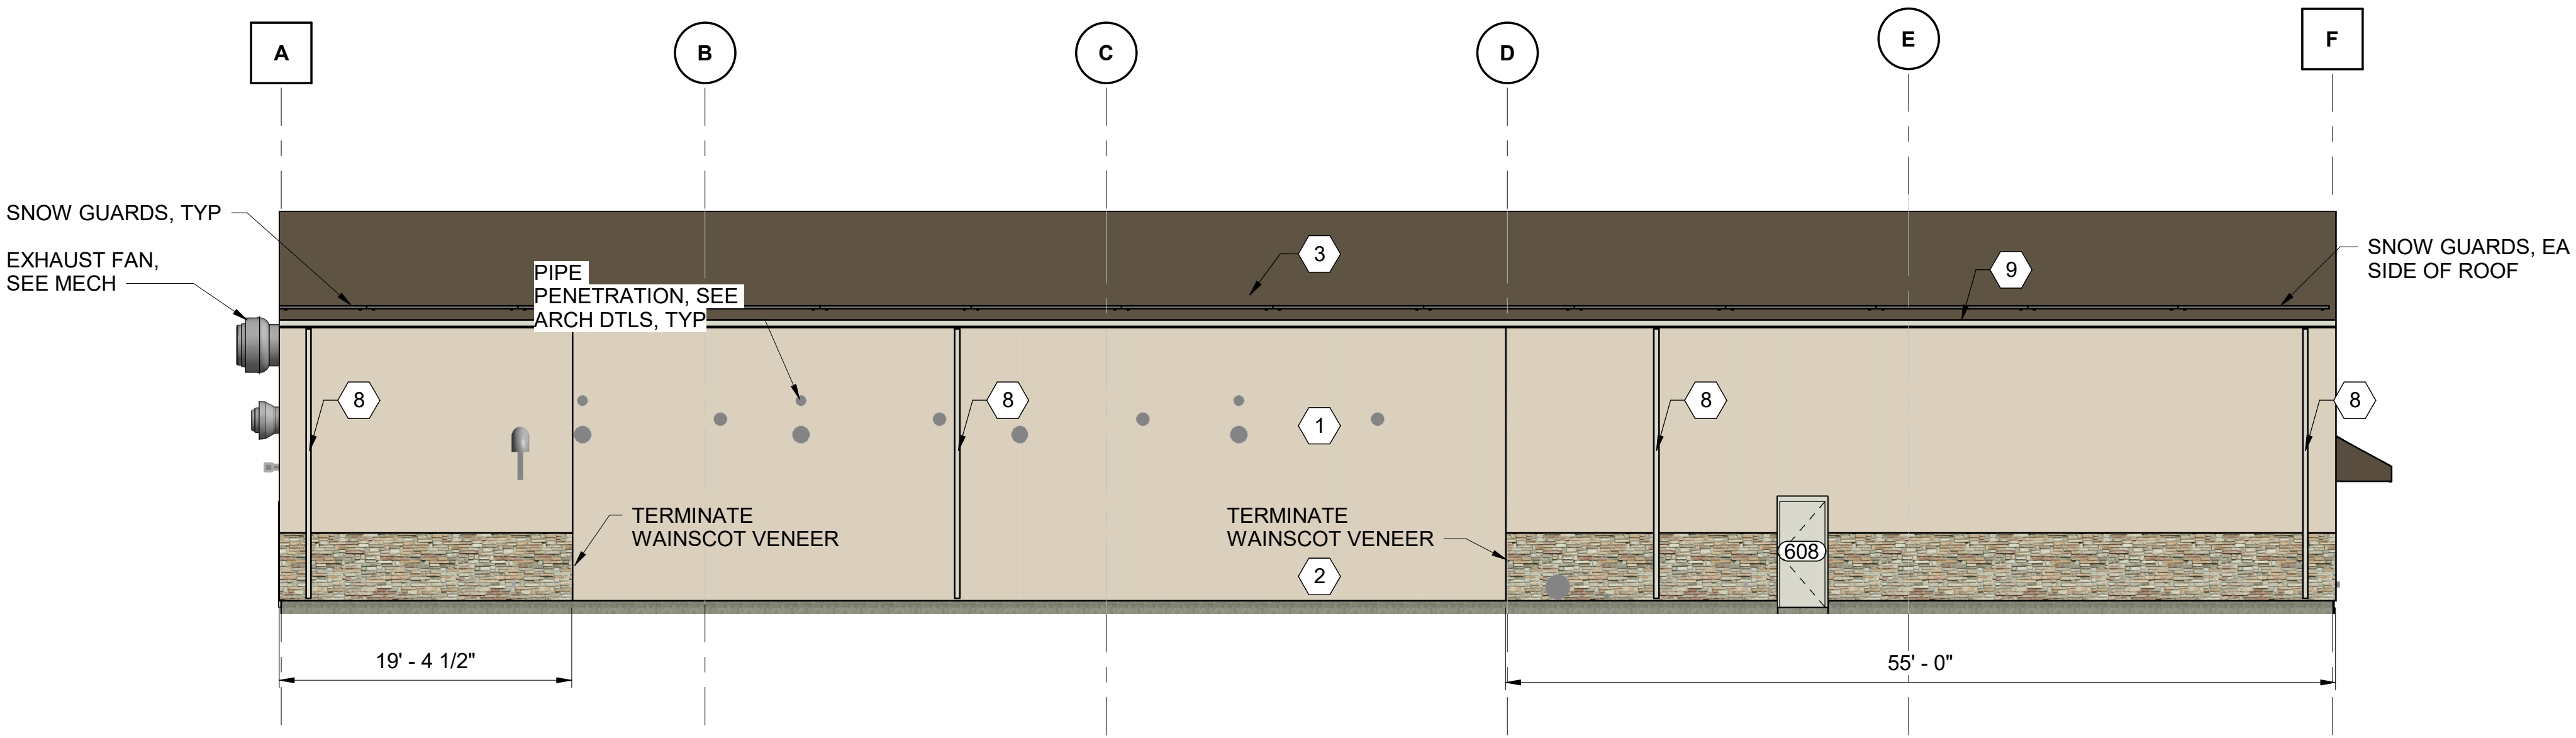 A
B
C
D
E
F
SNOW GUARDS, TYP
EXHAUST FAN,
SEE MECH
PIPE
PENETRATION, SEE
ARCH DTLS, TYP
3
9
SNOW GUARDS, EA
SIDE OF ROOF
8
8
1
8
8
TERMINATE
WAINSCOT VENEER
TERMINATE
WAINSCOT VENEER
2
608
19' - 4 1/2"
55' - 0"